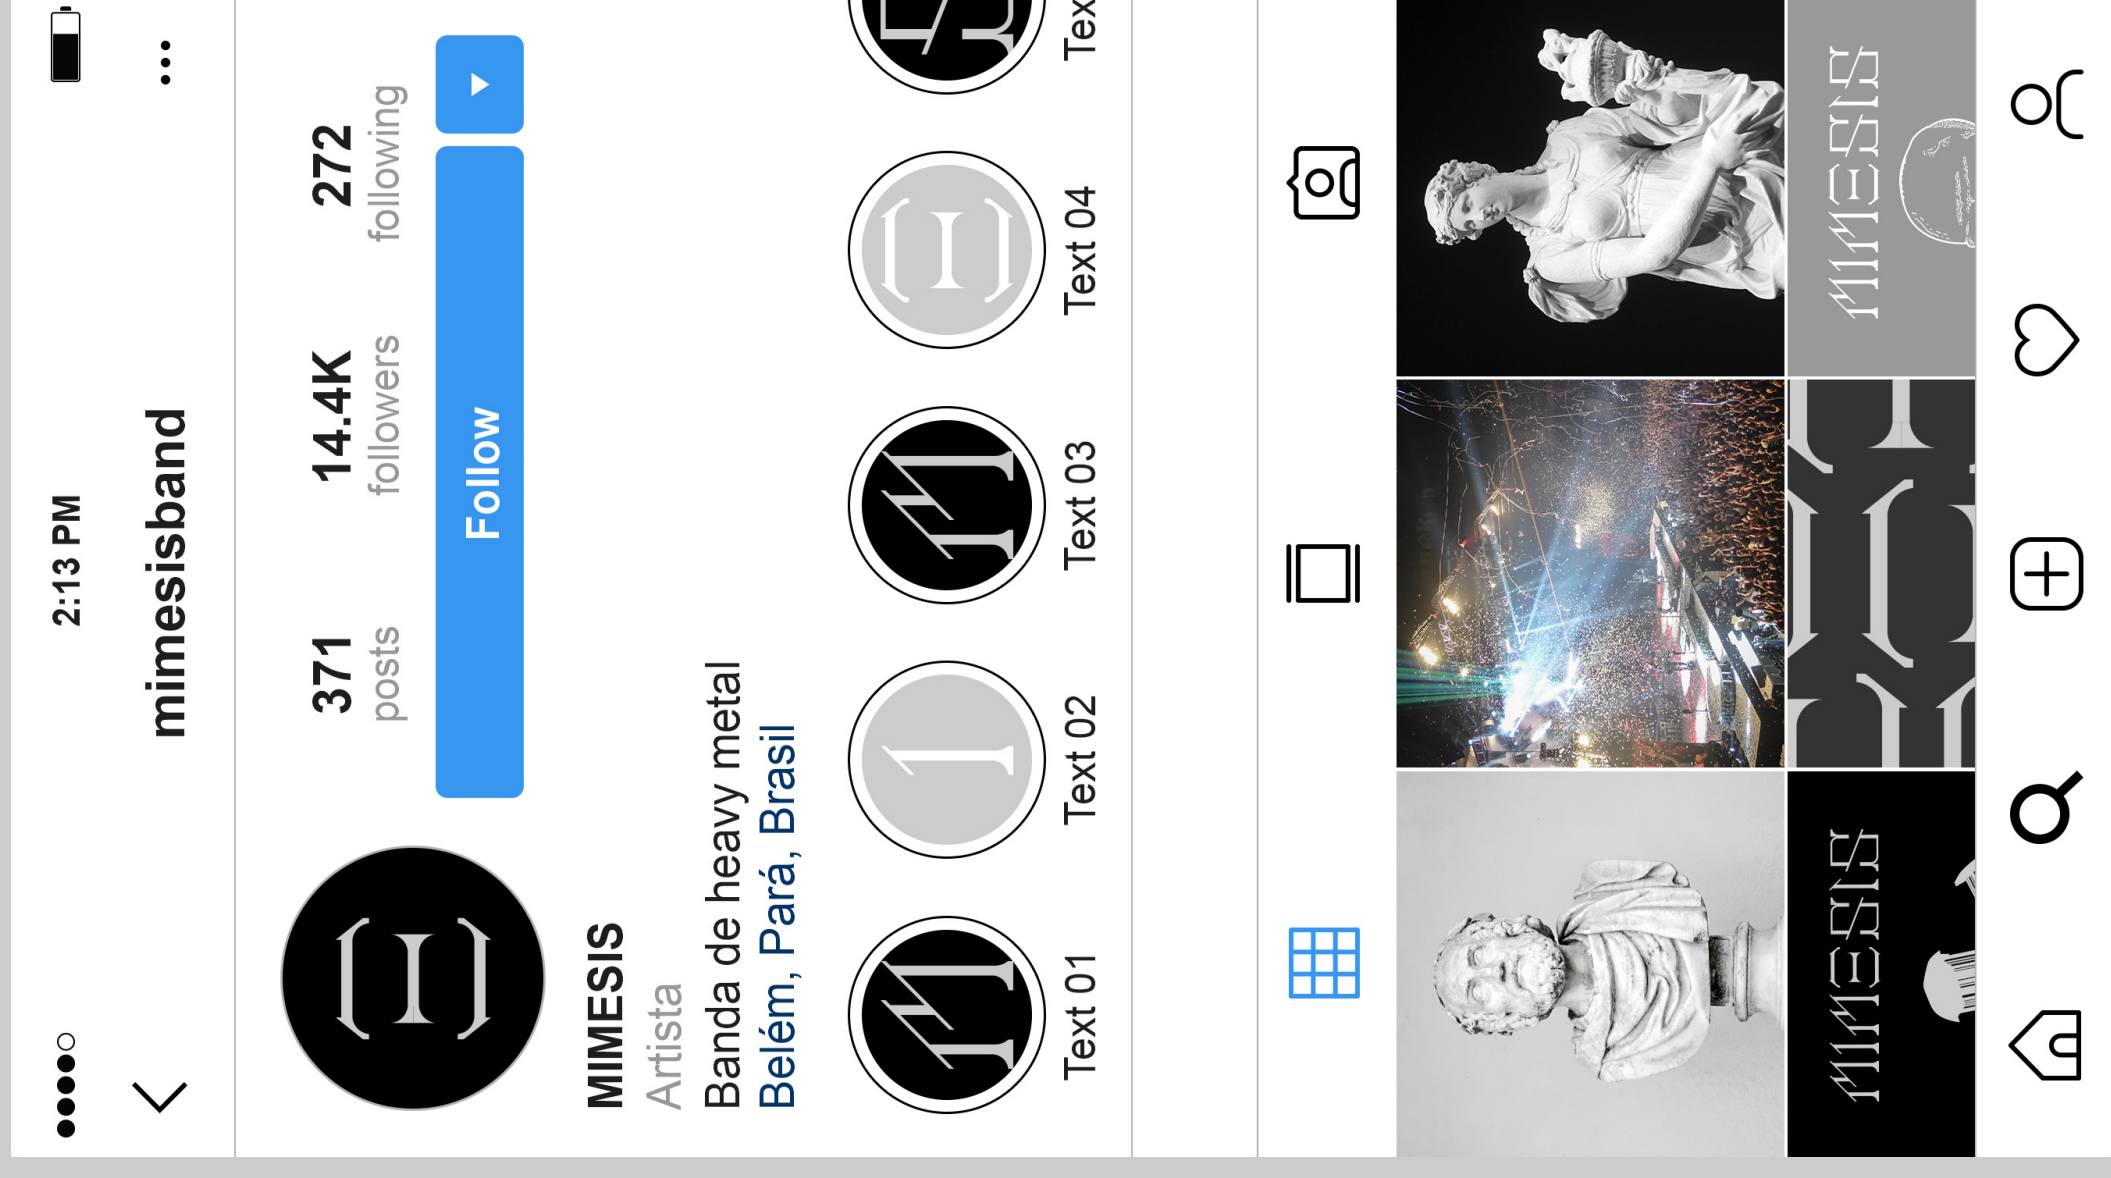 2:13 PM
mimesisband
371 14.4K 272
posts followers following
Follow
MIMESIS
Artista
Banda de heavy metal
Belém, Pará, Brasil
Text 01 Text 02 Text 03 Text 04 Tex
MIMESIS MIMESIS